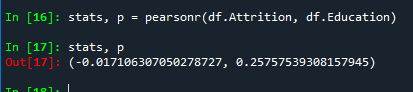 In [16]: stats, p = pearsonr(df.Attrition, df.Education)
In [17]: stats, p
Out[17]: (-0.017106307050278727, 0.25757539308157945)
In [18]: